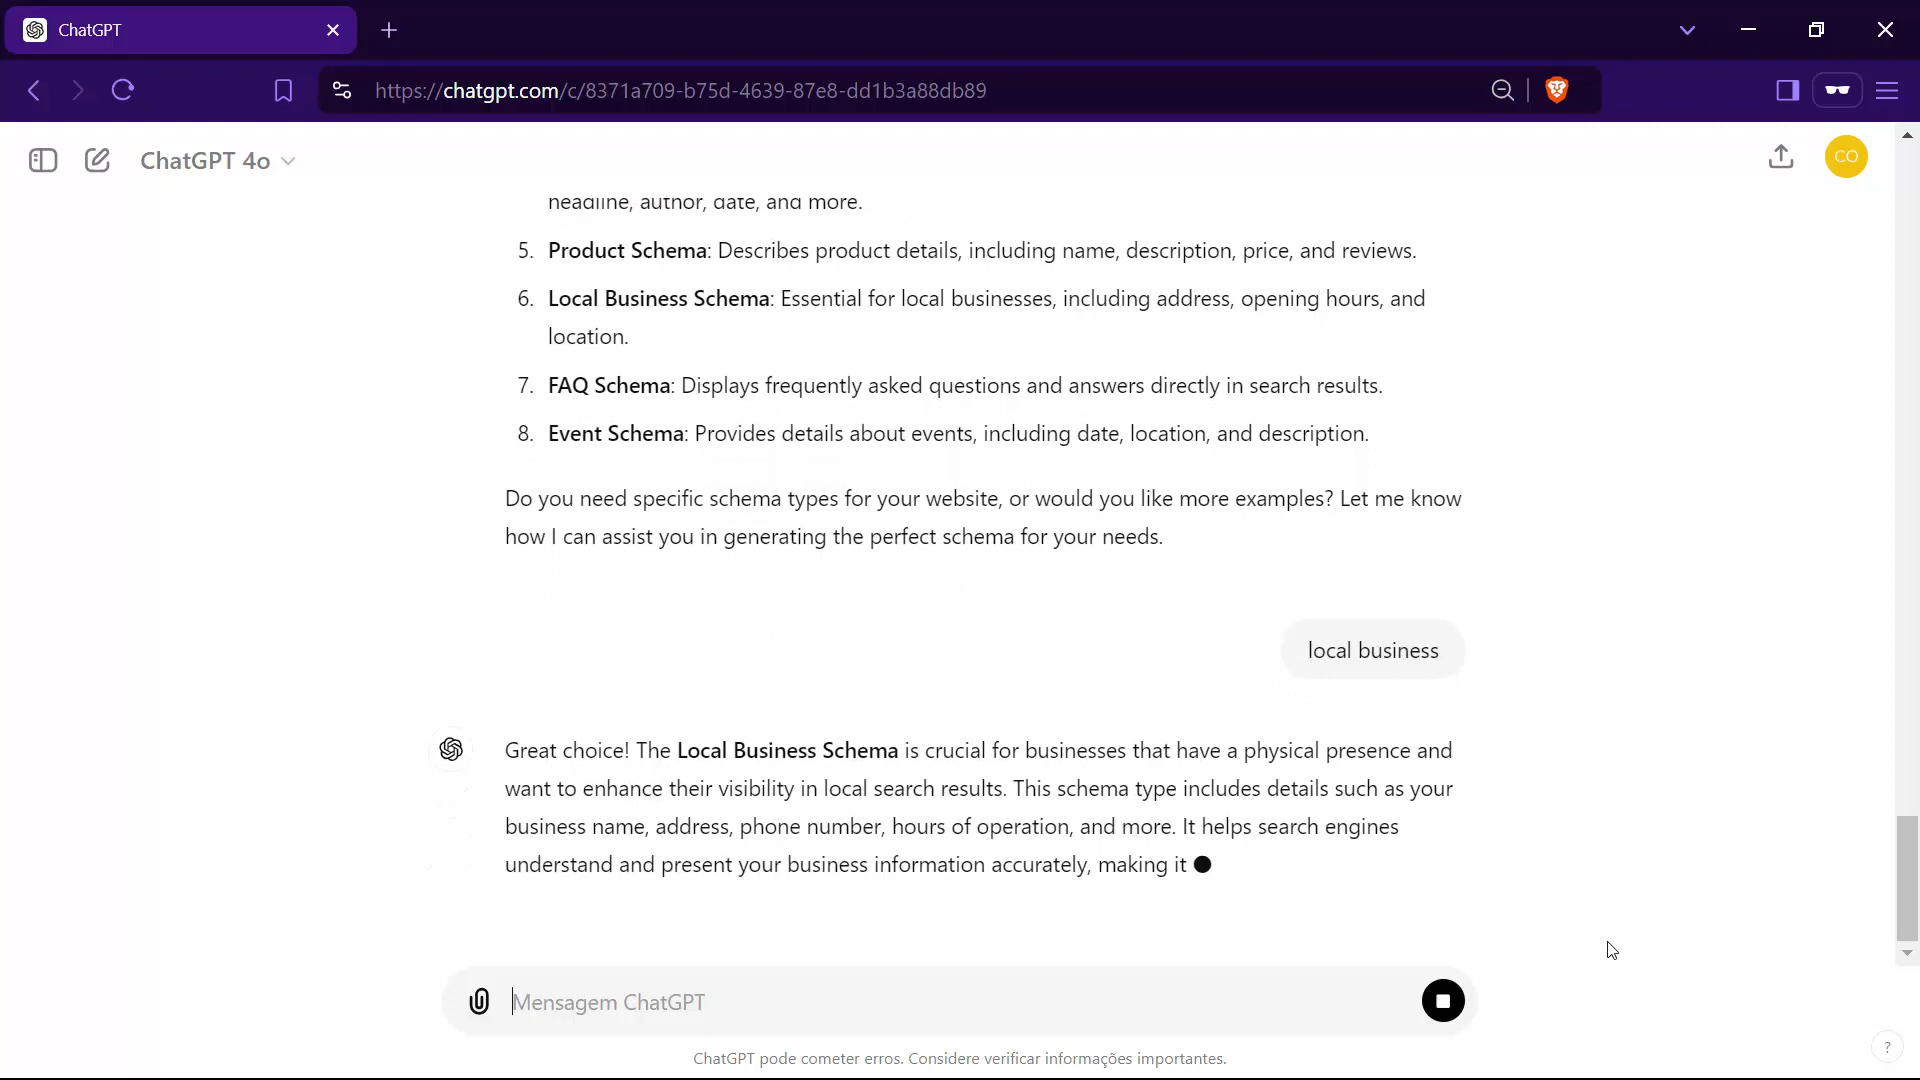 ChatGPT
https://chatgpt.com/c/8371a709-b75d-4639-87e8-dd1b3a88db89
ChatGPT 4o
CO
headline, author, date, and more.
5. Product Schema: Describes product details, including name, description, price, and reviews.
6. Local Business Schema: Essential for local businesses, including address, opening hours, and
location.
7. FAQ Schema: Displays frequently asked questions and answers directly in search results.
8. Event Schema: Provides details about events, including date, location, and description.
Do you need specific schema types for your website, or would you like more examples? Let me know
how I can assist you in generating the perfect schema for your needs.
local business
Great choice! The Local Business Schema is crucial for businesses that have a physical presence and
want to enhance their visibility in local search results. This schema type includes details such as your
business name, address, phone number, hours of operation, and more. It helps search engines
understand and present your business information accurately, making it
Mensagem ChatGPT
ChatGPT pode cometer erros. Considere verificar informações importantes.
?